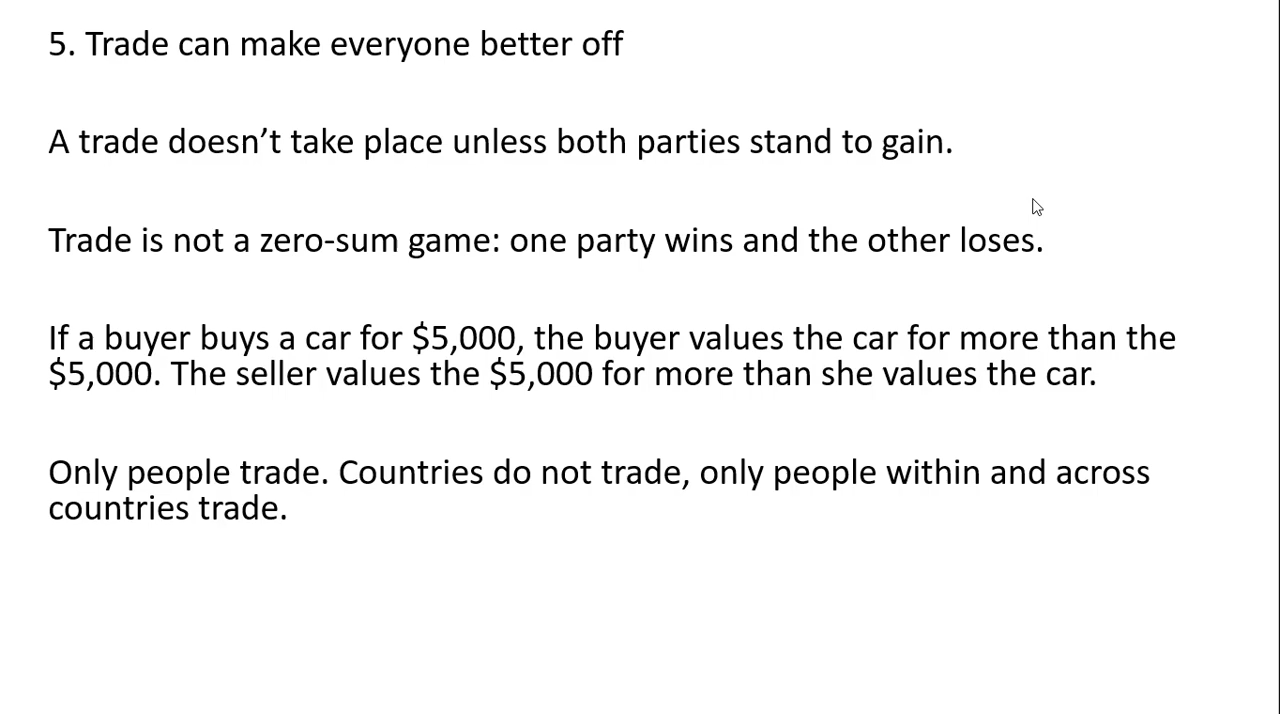 5. Trade can make everyone better off
A trade doesn’t take place unless both parties stand to gain.
Trade is not a zero-sum game: one party wins and the other loses.
If a buyer buys a car for $5,000, the buyer values the car for more than the
$5,000. The seller values the $5,000 for more than she values the car.
Only people trade. Countries do not trade, only people within and across
countries trade.